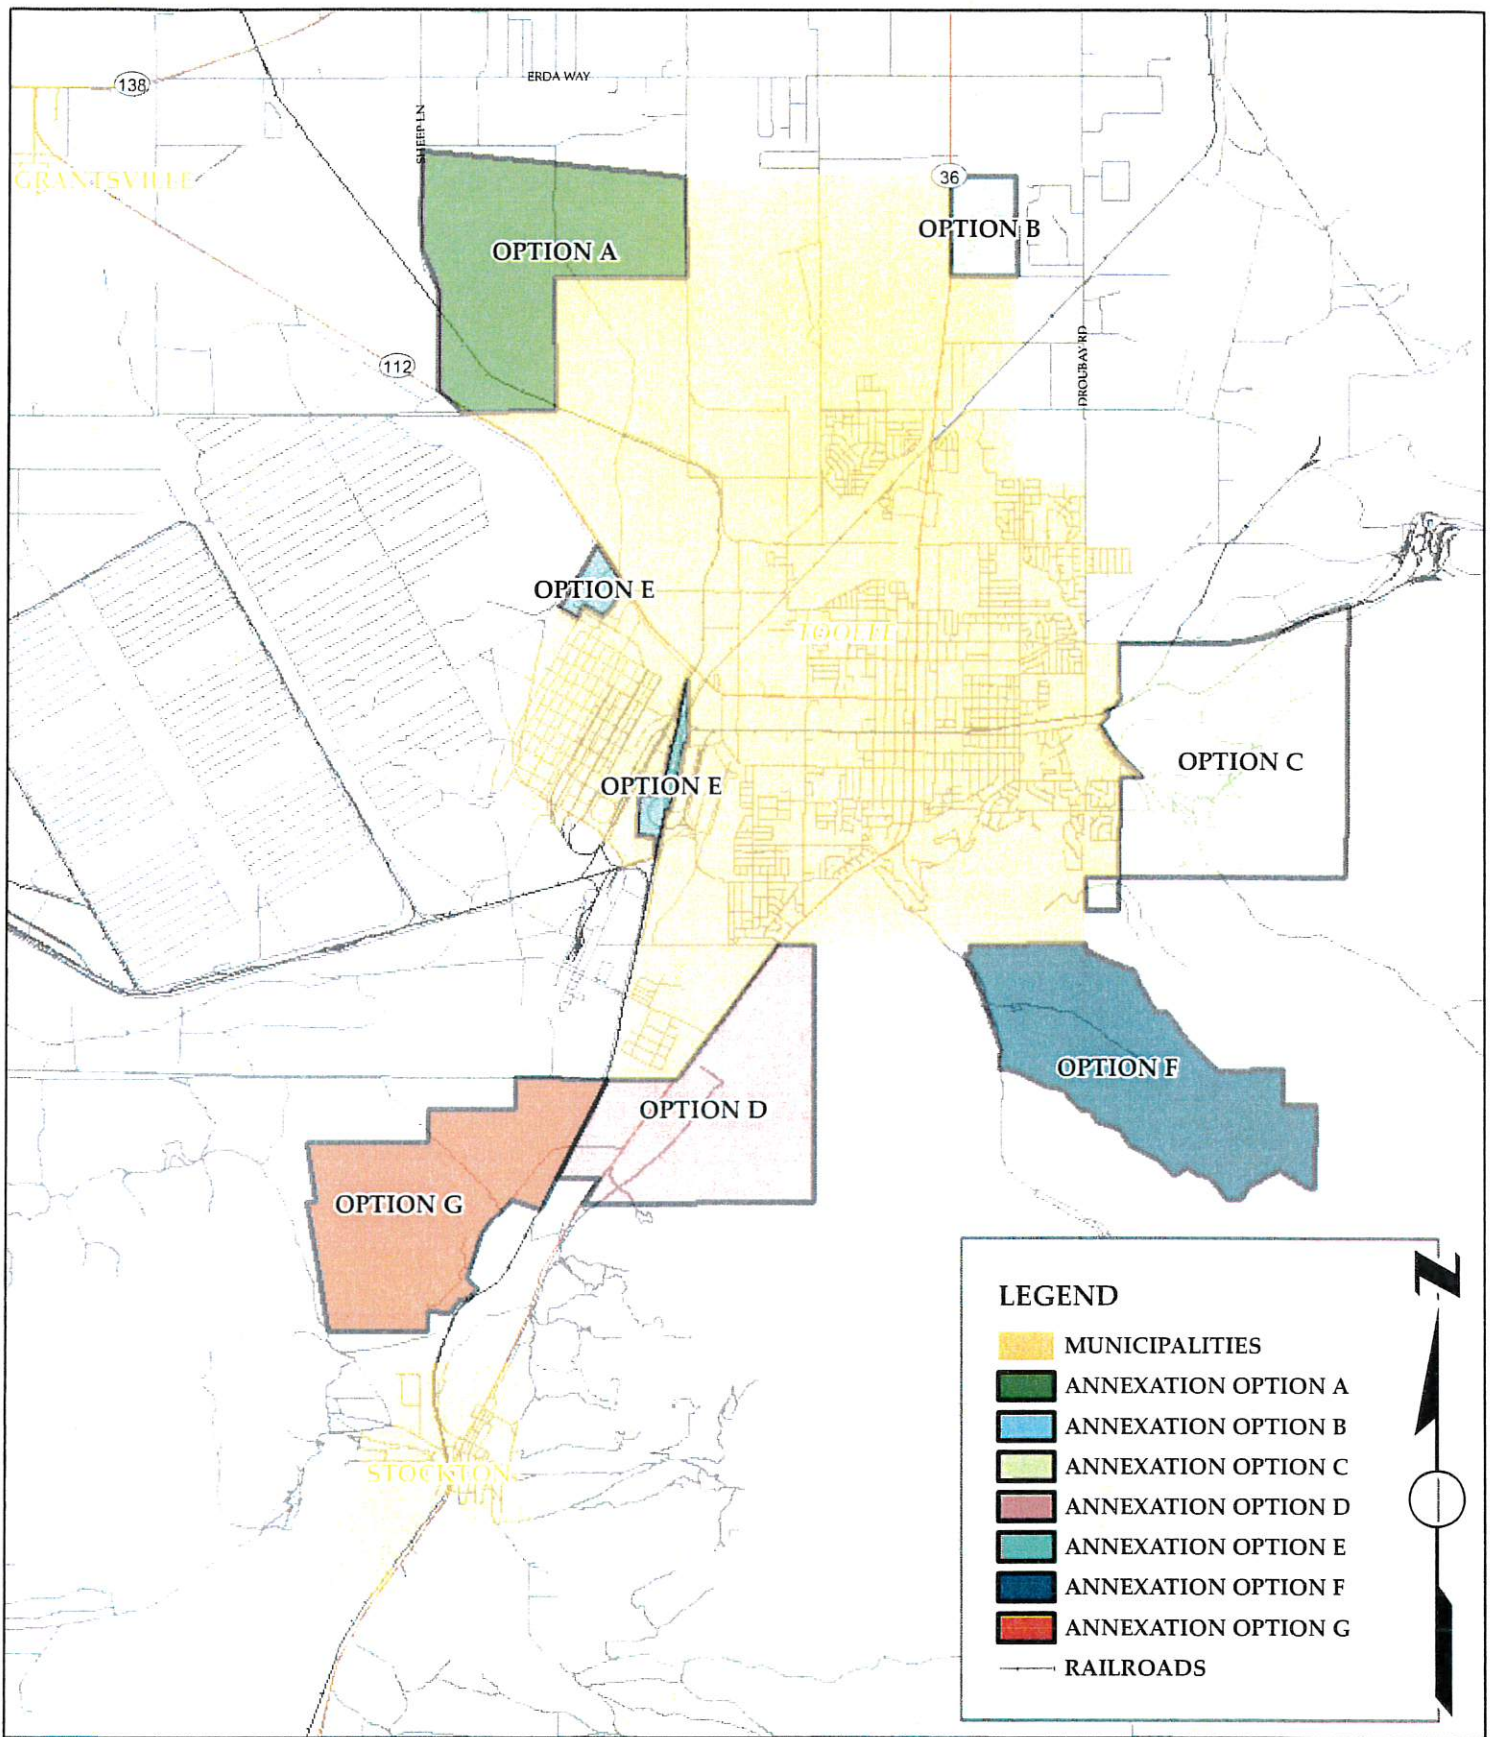 ERDA WAY
138
SHEEP LN
GRANTSVILLE
36
OPTION B
OPTION A
DROUBAY RD
112
OPTION E
TOOELE
OPTION C
OPTION E
OPTION F
OPTION D
OPTION G
LEGEND
MUNICIPALITIES
ANNEXATION OPTION A
ANNEXATION OPTION B
ANNEXATION OPTION C
ANNEXATION OPTION D
ANNEXATION OPTION E
ANNEXATION OPTION F
ANNEXATION OPTION G
RAILROADS
STOCKTON
N